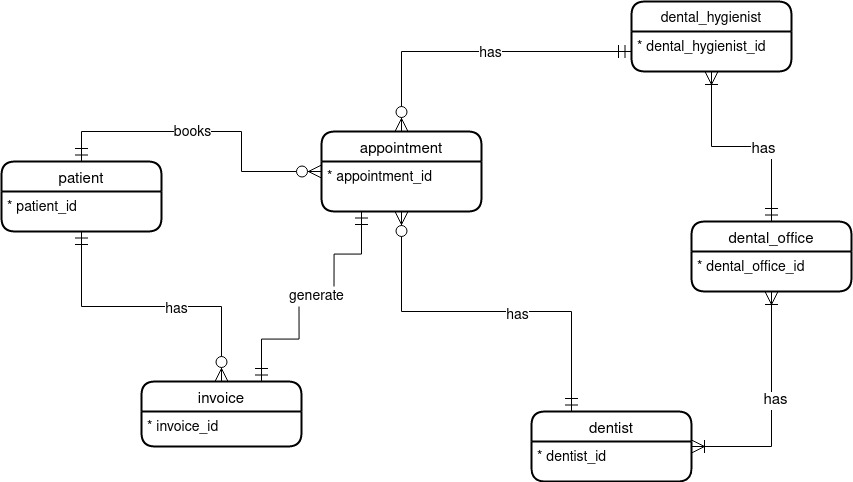 dental_hygienist
* dental_hygienist_id
has
books
appointment
* appointment_id
has
patient
* patient_id
dental_office
* dental_office_id
generate
has
has
invoice
* invoice_id
has
dentist
* dentist_id